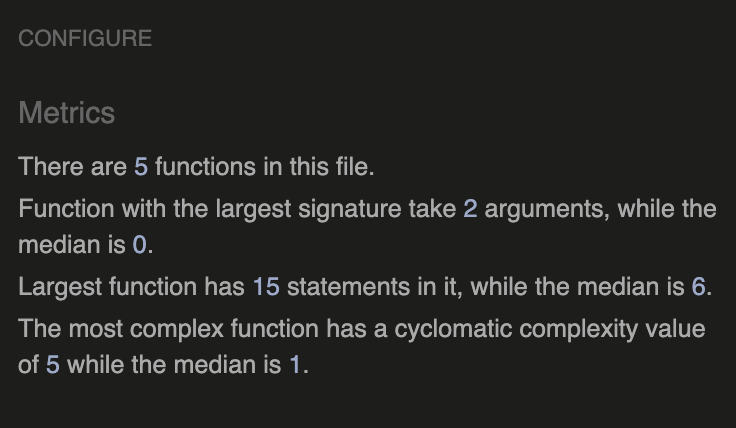 CONFIGURE
Metrics
There are 5 functions in this file.
Function with the largest signature take 2 arguments, while the
median is 0.
Largest function has 15 statements in it, while the median is 6.
The most complex function has a cyclomatic complexity value
of 5 while the median is 1.